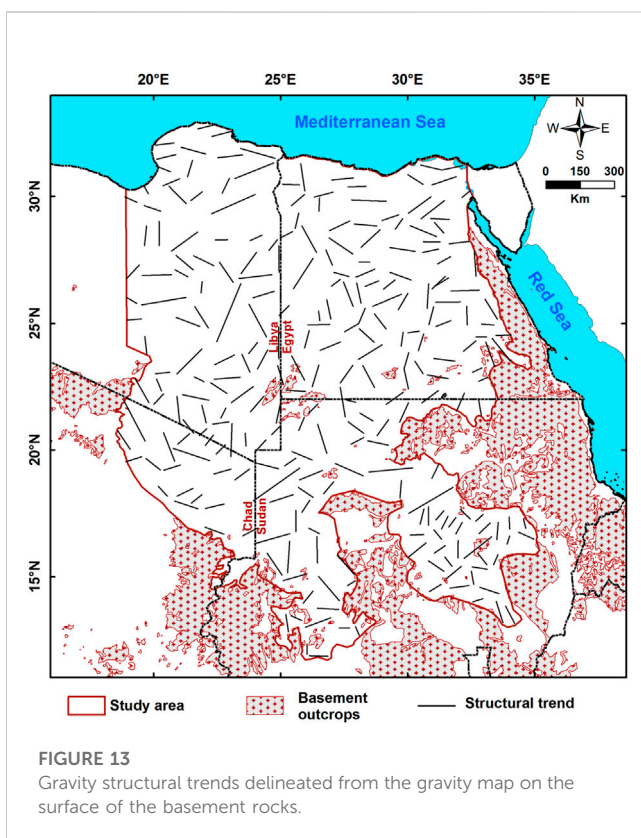 20°E 25°E 30°E 35°E
Mediterranean Sea
N
W E
S
0 150 300
Km
30°N
25°N
20°N
15°N
Red Sea
Libya
Egypt
Chad
Sudan
Study area
Basement
outcrops
Structural trend
FIGURE 13
Gravity structural trends delineated from the gravity map on the
surface of the basement rocks.